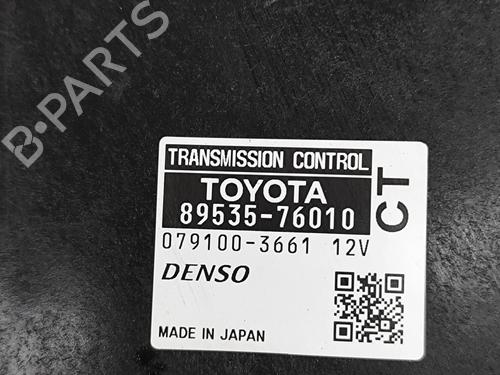 B·PARTS
TRANSMISSION CONTROL
TOYOTA
89535-76010
CT
079100-3661 12V
DENSO
MADE IN JAPAN